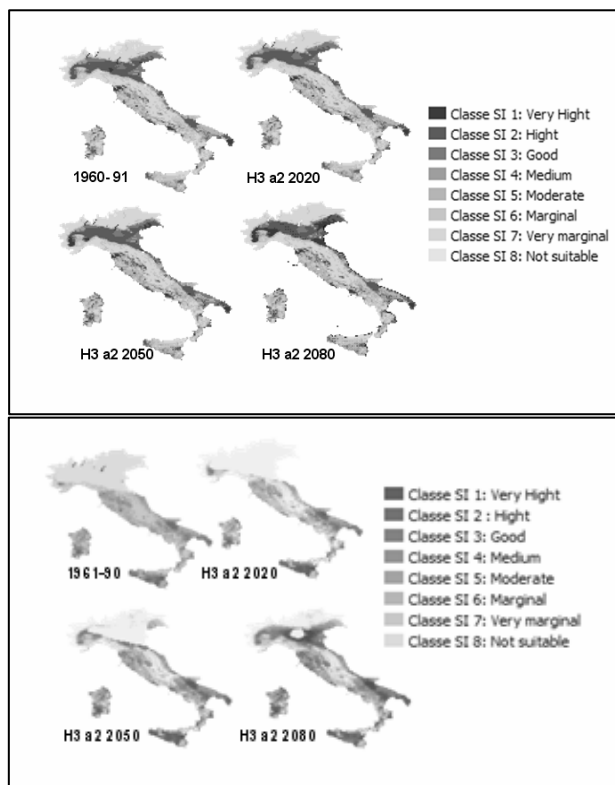 Classe SI 1: Very Hight
Classe SI 2: Hight
Classe SI 3: Good
Classe SI 4: Medium
Classe SI 5: Moderate
Classe SI 6: Marginal
Classe SI 7: Very marginal
Classe SI 8: Not suitable
1960-91
H3 a2 2020
H3 a2 2050
H3 a2 2080
Classe SI 1: Very Hight
Classe SI 2 : Hight
Classe SI 3: Good
Classe SI 4: Medium
Classe SI 5: Moderate
Classe SI 6: Marginal
Classe SI 7: Very marginal
Classe SI 8: Not suitable
1961-90
H3 a2 2020
H3 a2 2050
H3 a2 2080